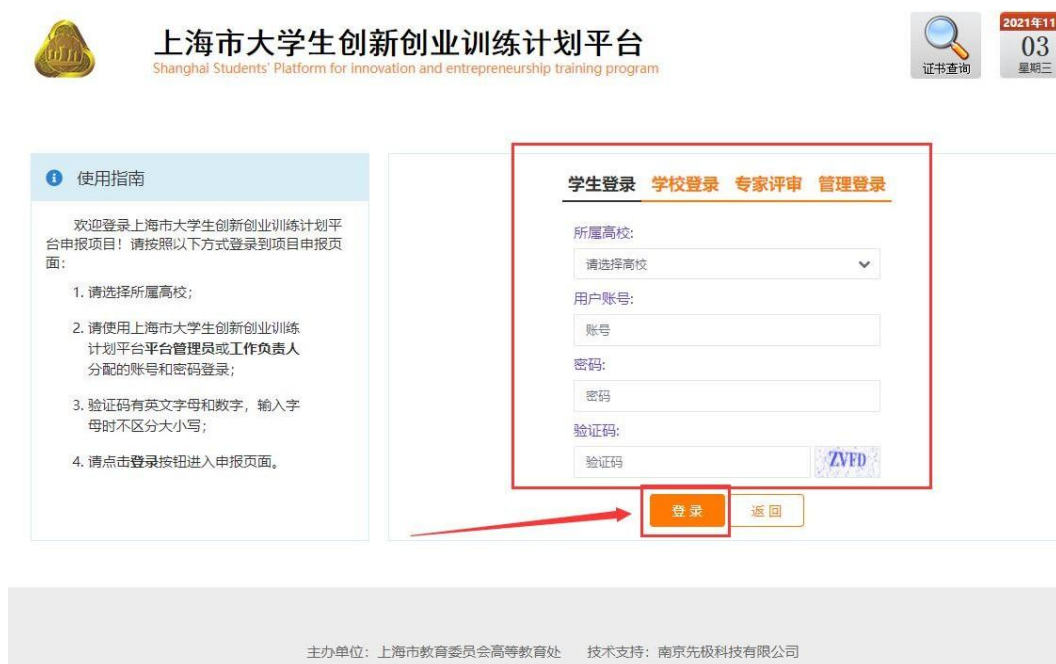 上海市大学生创新创业训练计划平台
Shanghai Students' Platform for innovation and entrepreneurship training program
证书查询
2021年11
03
星期三
使用指南
欢迎登录上海市大学生创新创业训练计划平
台申报项目！请按照以下方式登录到项目申报页
面：
1. 请选择所属高校；
2. 请使用上海市大学生创新创业训练
计划平台平台管理员或工作负责人
分配的账号和密码登录；
3. 验证码有英文字母和数字，输入字
母时不区分大小写；
4. 请点击登录按钮进入申报页面。
学生登录 学校登录 专家评审 管理登录
所属高校:
请选择高校
用户账号:
账号
密码:
密码
验证码:
验证码 ZVFD
登 录 返 回
主办单位：上海市教育委员会高等教育处 技术支持：南京先极科技有限公司